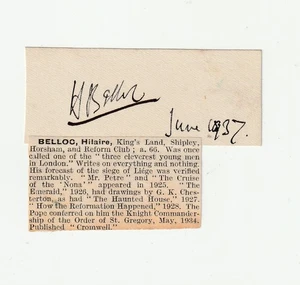 H Belloc
June 1937.
BELLOC, Hilaire, King's Land, Shipley,
Horsham, and Reform Club; a. 66. Was once
called one of the "three cleverest young men
in London." Writes on everything and nothing.
His forecast of the siege of Liége was verified
remarkably. "Mr. Petre" and "The Cruise
of the 'Nona'" appeared in 1925. "The
Emerald," 1926, had drawings by G. K. Ches-
terton, as had "The Haunted House," 1927.
"How the Reformation Happened," 1928. The
Pope conferred on him the Knight Commander-
ship of the Order of St. Gregory, May, 1934.
Published "Cromwell."